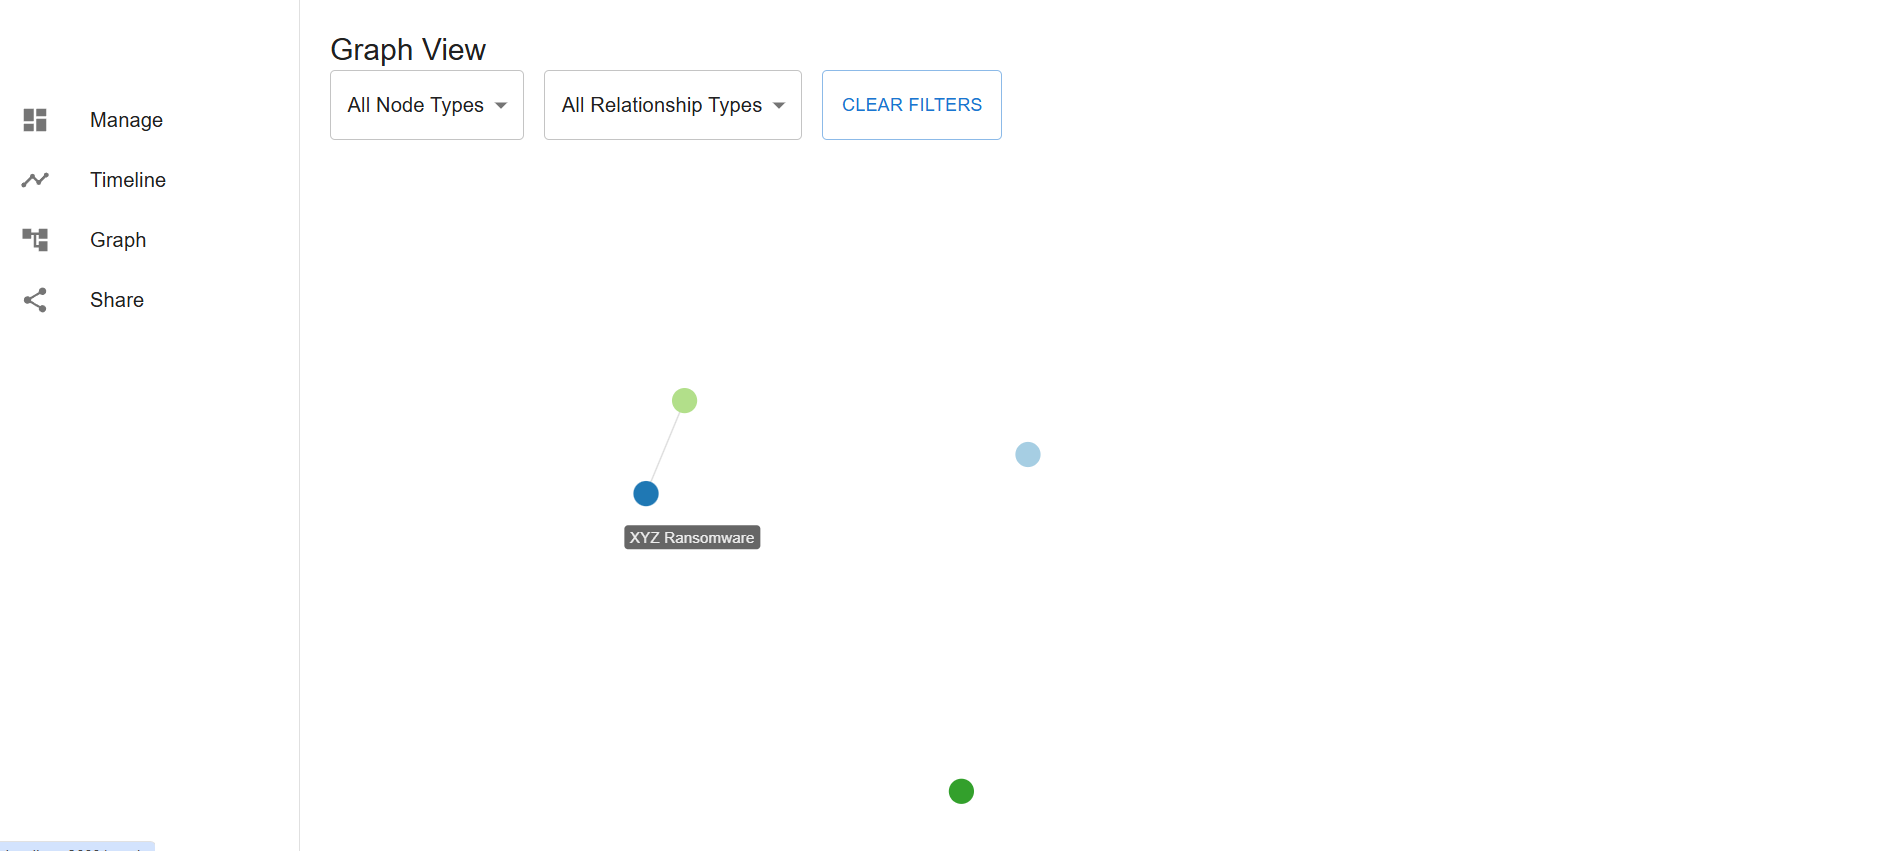 Manage
Timeline
Graph
Share
Graph View
All Node Types
All Relationship Types
CLEAR FILTERS
XYZ Ransomware